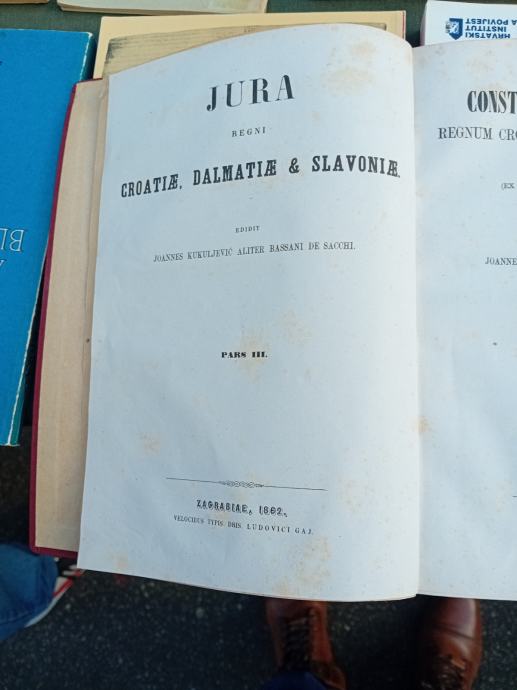 HRVATSKI
INSTITUT
ZA POVIJEST
JURA
REGNI
CROATIÆ, DALMATIÆ & SLAVONIÆ.
EDIDIT
JOANNES KUKULJEVIĆ ALITER BASSANI DE SACCHI.
PARS III.
ZAGRABIAE, 1862.
VELOCIBUS TYPIS DRIS. LUDOVICI GAJ.
CONST
REGNUM CRO
(EX
JOANNE